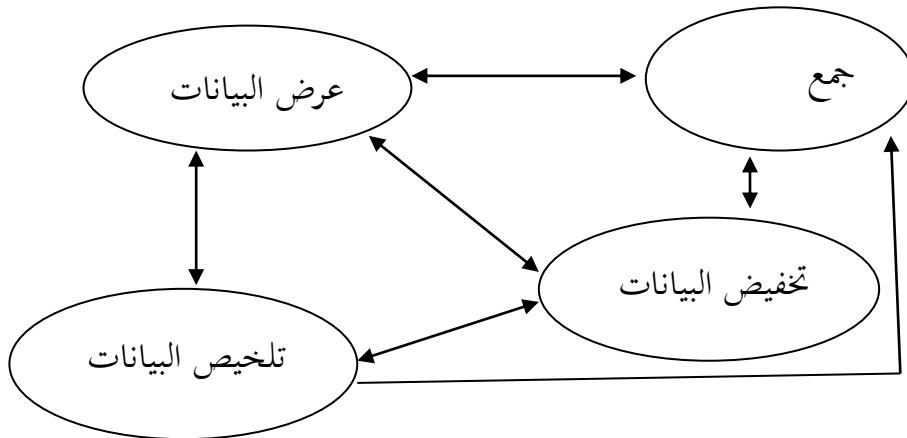 جمع
عرض البيانات
تخفيض البيانات
تلخيص البيانات